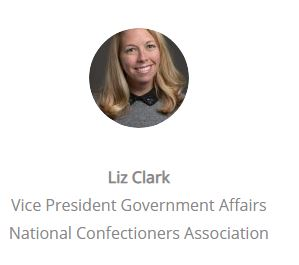 Liz Clark
Vice President Government Affairs
National Confectioners Association